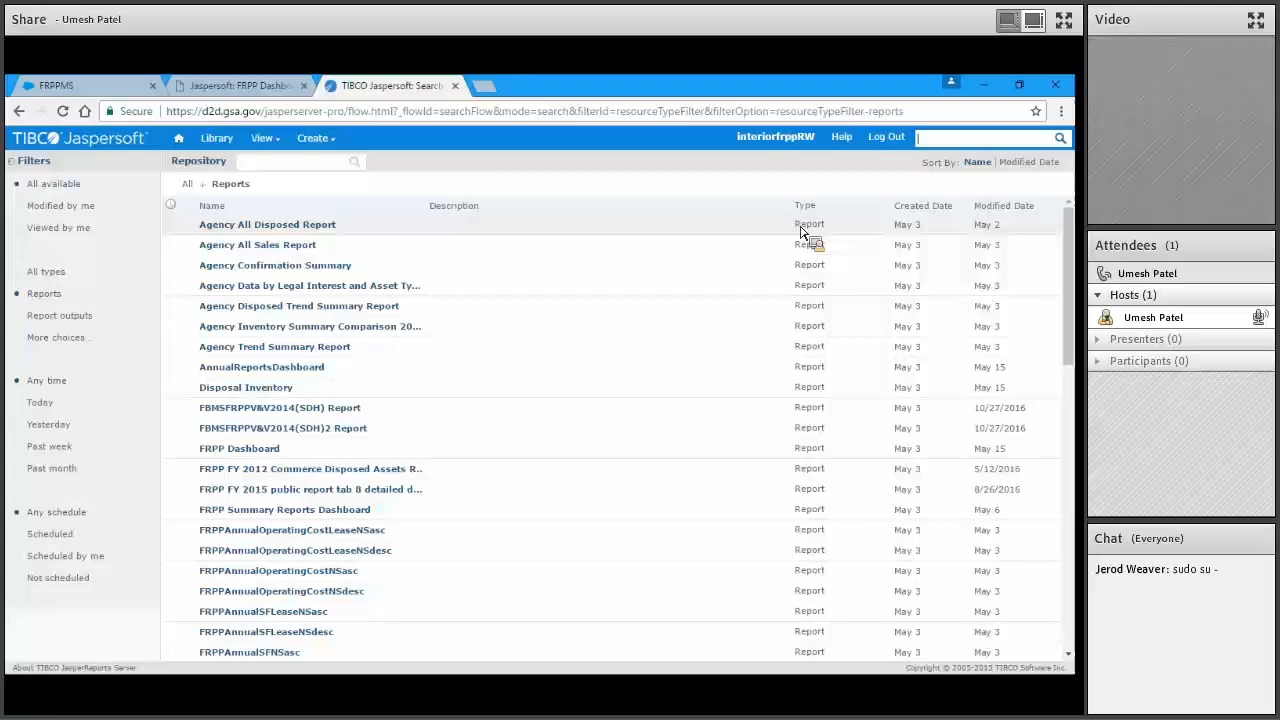 Share - Umesh Patel
FRPPMS
Jaspersoft: FRPP Dashbo
TIBCO Jaspersoft: Search
Secure https://d2d.gsa.gov/jasperserver-pro/flow.html?_flowId=searchFlow&mode=search&filterId=resourceTypeFilter&filterOption=resourceTypeFilter-reports
TIBCO Jaspersoft Library View Create interiorfrppRW Help Log Out
Filters
All available
Modified by me
Viewed by me
All types
Reports
Report outputs
More choices...
Any time
Today
Yesterday
Past week
Past month
Any schedule
Scheduled
Scheduled by me
Not scheduled
Repository
Sort By: Name | Modified Date
All Reports
Name Description Type Created Date Modified Date
Agency All Disposed Report Report May 3 May 2
Agency All Sales Report Report May 3 May 3
Agency Confirmation Summary Report May 3 May 3
Agency Data by Legal Interest and Asset Ty... Report May 3 May 3
Agency Disposed Trend Summary Report Report May 3 May 3
Agency Inventory Summary Comparison 20... Report May 3 May 3
Agency Trend Summary Report Report May 3 May 3
AnnualReportsDashboard Report May 3 May 15
Disposal Inventory Report May 3 May 15
FBMSFRPPV&V2014(SDH) Report Report May 3 10/27/2016
FBMSFRPPV&V2014(SDH)2 Report Report May 3 10/27/2016
FRPP Dashboard Report May 3 May 15
FRPP FY 2012 Commerce Disposed Assets R.. Report May 3 5/12/2016
FRPP FY 2015 public report tab 8 detailed d... Report May 3 8/26/2016
FRPP Summary Reports Dashboard Report May 3 May 6
FRPPAnnualOperatingCostLeaseNSasc Report May 3 May 3
FRPPAnnualOperatingCostLeaseNSdesc Report May 3 May 3
FRPPAnnualOperatingCostNSasc Report May 3 May 3
FRPPAnnualOperatingCostNSdesc Report May 3 May 3
FRPPAnnualSFLeaseNSasc Report May 3 May 3
FRPPAnnualSFLeaseNSdesc Report May 3 May 3
FRPPAnnualSFNSasc Report May 3 May 3
About TIBCO JasperReports Server
Copyright © 2005-2015 TIBCO Software Inc.
Video
Attendees (1)
Umesh Patel
Hosts (1)
Umesh Patel
Presenters (0)
Participants (0)
Chat (Everyone)
Jerod Weaver: sudo su -